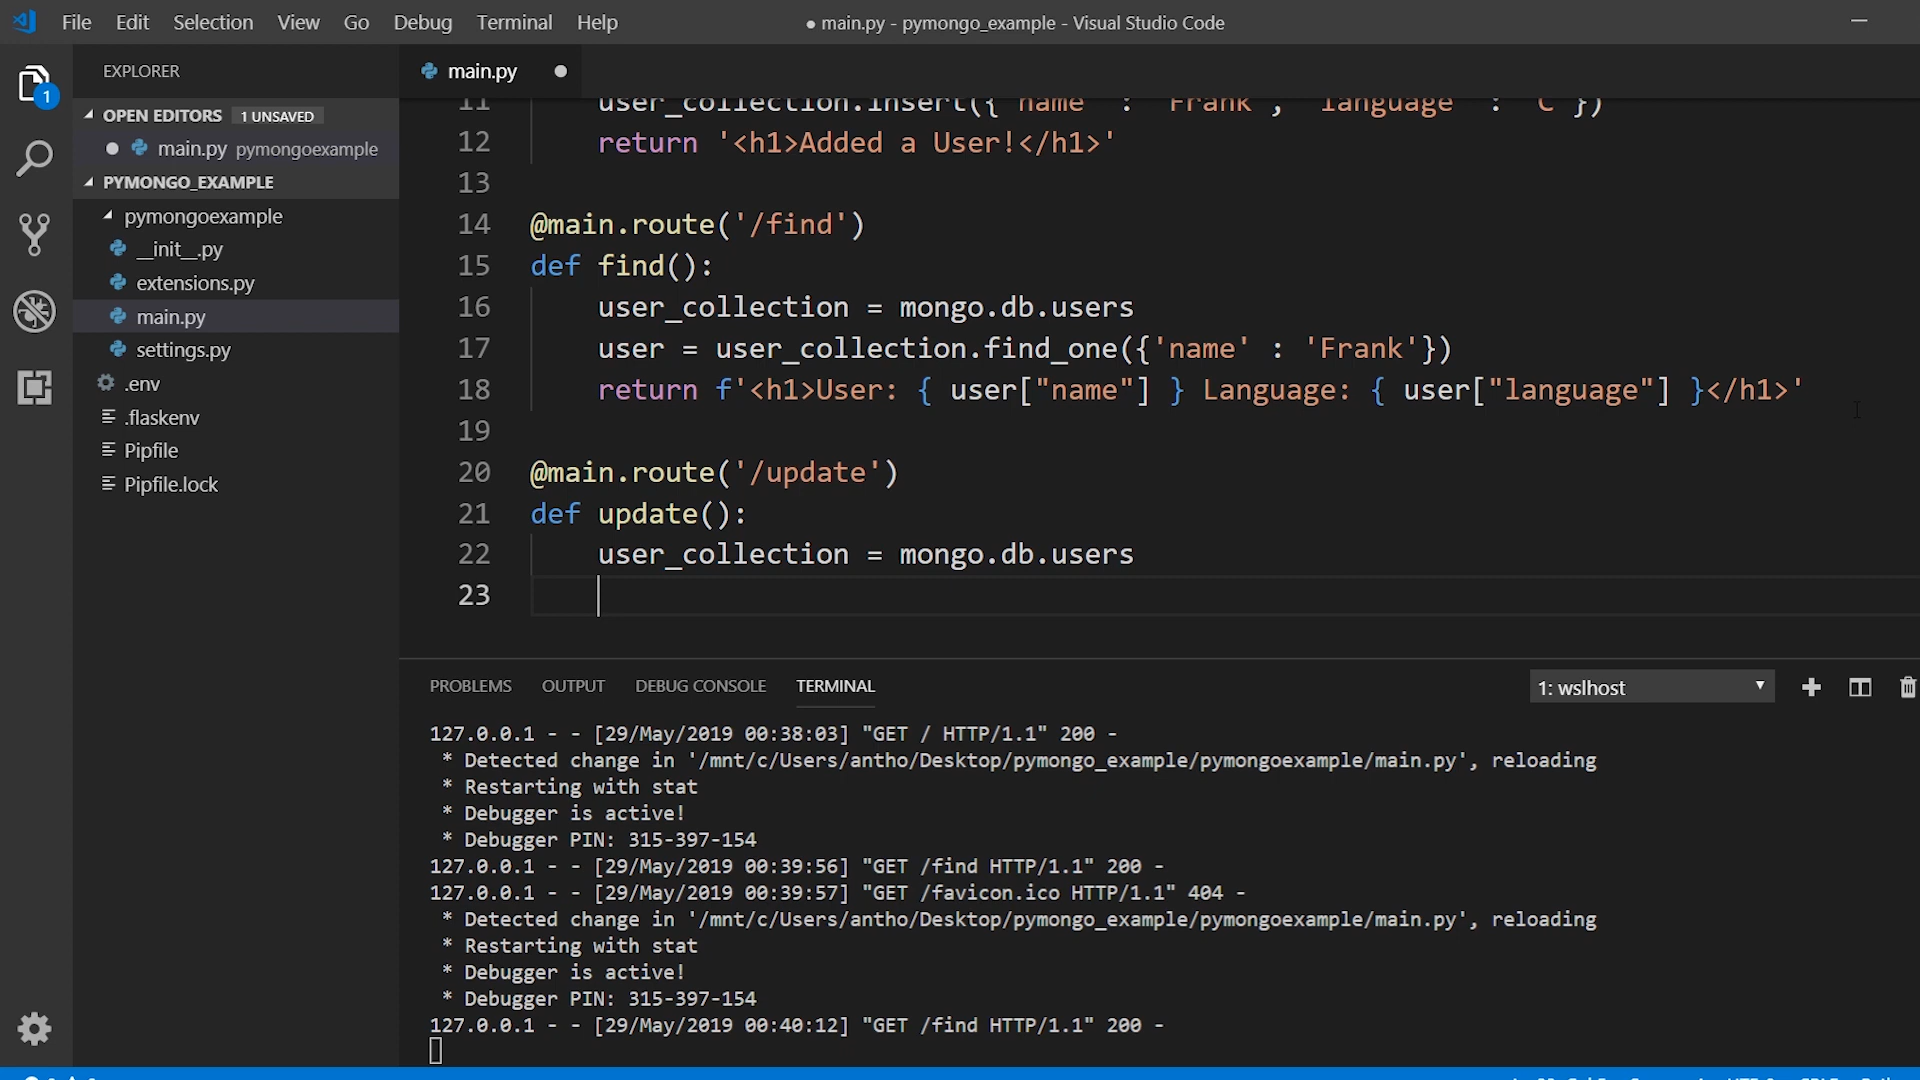 File Edit Selection View Go Debug Terminal Help
● main.py - pymongo_example - Visual Studio Code
EXPLORER
1
OPEN EDITORS 1 UNSAVED
main.py pymongoexample
PYMONGO_EXAMPLE
pymongoexample
__init__.py
extensions.py
main.py
settings.py
.env
.flaskenv
Pipfile
Pipfile.lock
main.py
11 user_collection.insert({'name' : 'Frank', 'language' : 'C'})
12 return '<h1>Added a User!</h1>'
13
14 @main.route('/find')
15 def find():
16 user_collection = mongo.db.users
17 user = user_collection.find_one({'name' : 'Frank'})
18 return f'<h1>User: { user["name"] } Language: { user["language"] }</h1>'
19
20 @main.route('/update')
21 def update():
22 user_collection = mongo.db.users
23
PROBLEMS OUTPUT DEBUG CONSOLE TERMINAL
1: wslhost
127.0.0.1 - - [29/May/2019 00:38:03] "GET / HTTP/1.1" 200 -
* Detected change in '/mnt/c/Users/antho/Desktop/pymongo_example/pymongoexample/main.py', reloading
* Restarting with stat
* Debugger is active!
* Debugger PIN: 315-397-154
127.0.0.1 - - [29/May/2019 00:39:56] "GET /find HTTP/1.1" 200 -
127.0.0.1 - - [29/May/2019 00:39:57] "GET /favicon.ico HTTP/1.1" 404 -
* Detected change in '/mnt/c/Users/antho/Desktop/pymongo_example/pymongoexample/main.py', reloading
* Restarting with stat
* Debugger is active!
* Debugger PIN: 315-397-154
127.0.0.1 - - [29/May/2019 00:40:12] "GET /find HTTP/1.1" 200 -